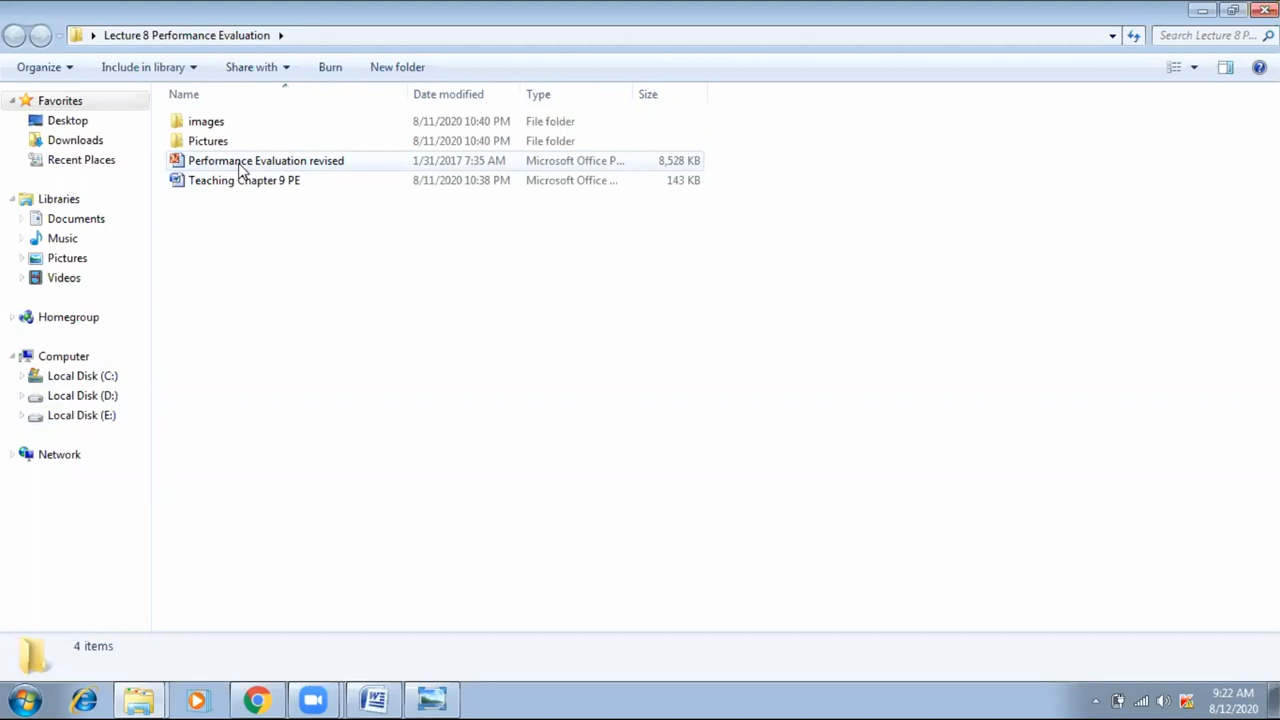 Lecture 8 Performance Evaluation
Search Lecture 8 P...
Organize Include in library Share with Burn New folder
Name Date modified Type Size
Favorites
Desktop
Downloads
Recent Places
Libraries
Documents
Music
Pictures
Videos
Homegroup
Computer
Local Disk (C:)
Local Disk (D:)
Local Disk (E:)
Network
images 8/11/2020 10:40 PM File folder
Pictures 8/11/2020 10:40 PM File folder
Performance Evaluation revised 1/31/2017 7:35 AM Microsoft Office P... 8,528 KB
Teaching Chapter 9 PE 8/11/2020 10:38 PM Microsoft Office ... 143 KB
4 items
9:22 AM
8/12/2020